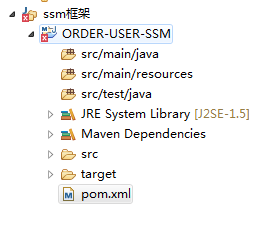 ssm框架
ORDER-USER-SSM
src/main/java
src/main/resources
src/test/java
JRE System Library [J2SE-1.5]
Maven Dependencies
src
target
pom.xml